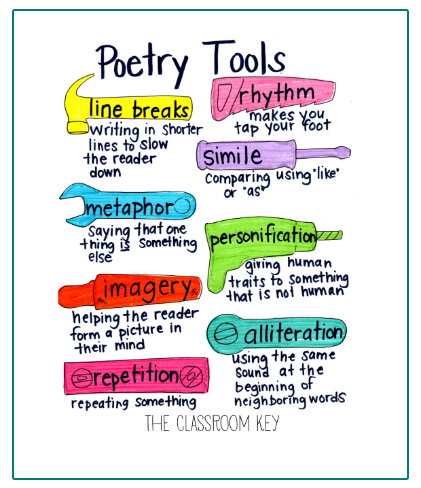 Poetry Tools
line breaks
Writing in shorter
lines to slow
the reader
down
rhythm
makes you
tap your foot
simile
Comparing using "like"
or "as"
metaphor
Saying that one
thing is something
else
personification
giving human
traits to something
that is not human
imagery
helping the reader
form a picture in
their mind
alliteration
using the same
sound at the
beginning of
neighboring words
repetition
repeating something
THE CLASSROOM KEY